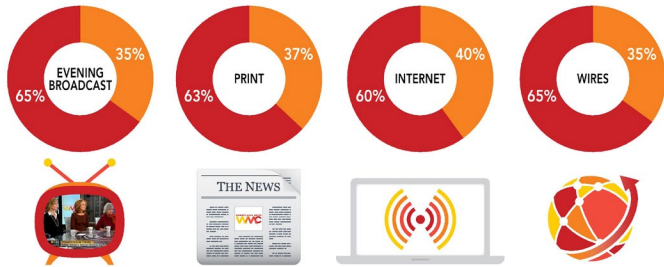 35%
EVENING
BROADCAST
65%
37%
PRINT
63%
40%
INTERNET
60%
35%
WIRES
65%
THE NEWS
WMC